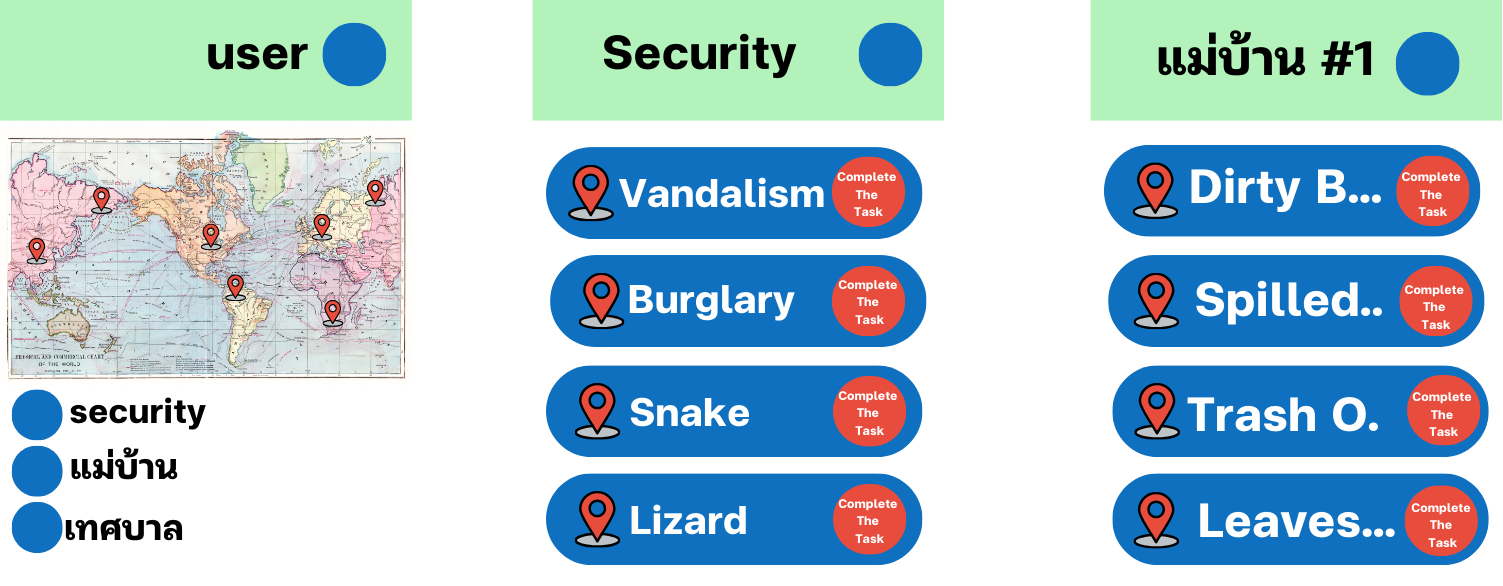 user
PHYSICAL AND COMMERCIAL CHART
OF THE WORLD
security
แม่บ้าน
เทศบาล
Security
Vandalism
Complete
The
Task
Burglary
Complete
The
Task
Snake
Complete
The
Task
Lizard
Complete
The
Task
แม่บ้าน #1
Dirty B...
Complete
The
Task
Spilled..
Complete
The
Task
Trash O.
Complete
The
Task
Leaves...
Complete
The
Task